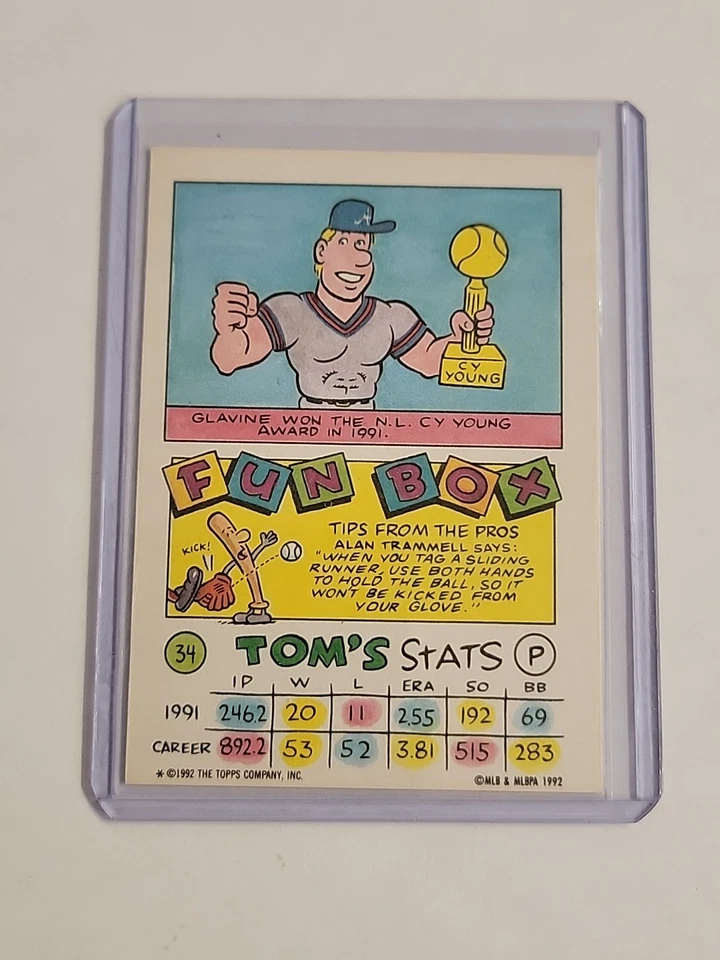 A
CY
YOUNG
GLAVINE WON THE N.L. CY YOUNG
AWARD IN 1991.
FUN BOX
TIPS FROM THE PROS
ALAN TRAMMELL SAYS:
"WHEN YOU TAG A SLIDING
RUNNER, USE BOTH HANDS
TO HOLD THE BALL, SO IT
WON'T BE KICKED FROM
YOUR GLOVE."
KICK!
34 TOM'S STATS P
IP W L ERA SO BB
1991 246.2 20 11 2.55 192 69
CAREER 892.2 53 52 3.81 515 283
* ©1992 THE TOPPS COMPANY, INC. ©MLB & MLBPA 1992